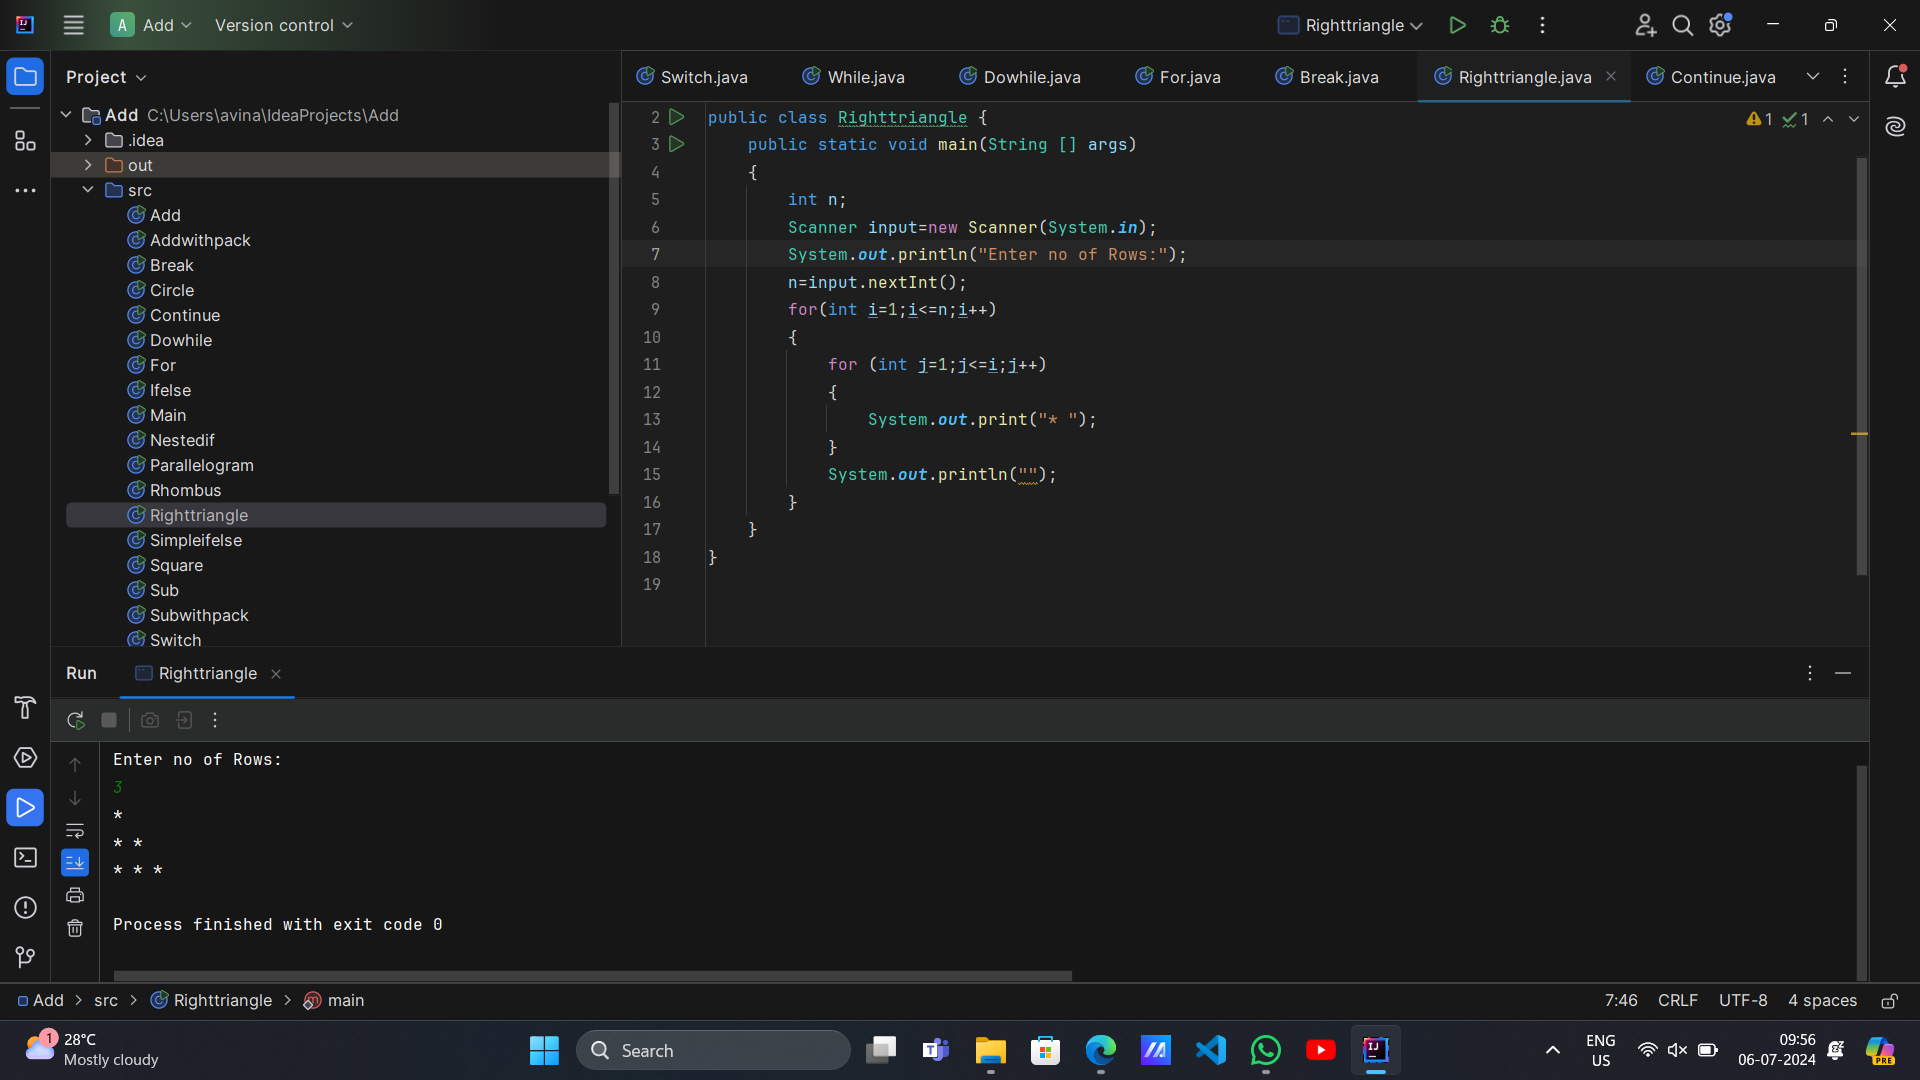 A Add Version control Righttriangle
Project
Switch.java While.java Dowhile.java For.java Break.java Righttriangle.java Continue.java
Add C:\Users\avina\IdeaProjects\Add
.idea
out
src
Add
Addwithpack
Break
Circle
Continue
Dowhile
For
Ifelse
Main
Nestedif
Parallelogram
Rhombus
Righttriangle
Simpleifelse
Square
Sub
Subwithpack
Switch
1 1
2 public class Righttriangle {
3 public static void main(String [] args)
4 {
5 int n;
6 Scanner input=new Scanner(System.in);
7 System.out.println("Enter no of Rows:");
8 n=input.nextInt();
9 for(int i=1;i<=n;i++)
10 {
11 for (int j=1;j<=i;j++)
12 {
13 System.out.print("* ");
14 }
15 System.out.println("");
16 }
17 }
18 }
19
Run Righttriangle
Enter no of Rows:
3
*
* *
* * *
Process finished with exit code 0
Add > src > Righttriangle > main 7:46 CRLF UTF-8 4 spaces
1 28°C
Mostly cloudy
Search
ENG
US
09:56
06-07-2024
PRE